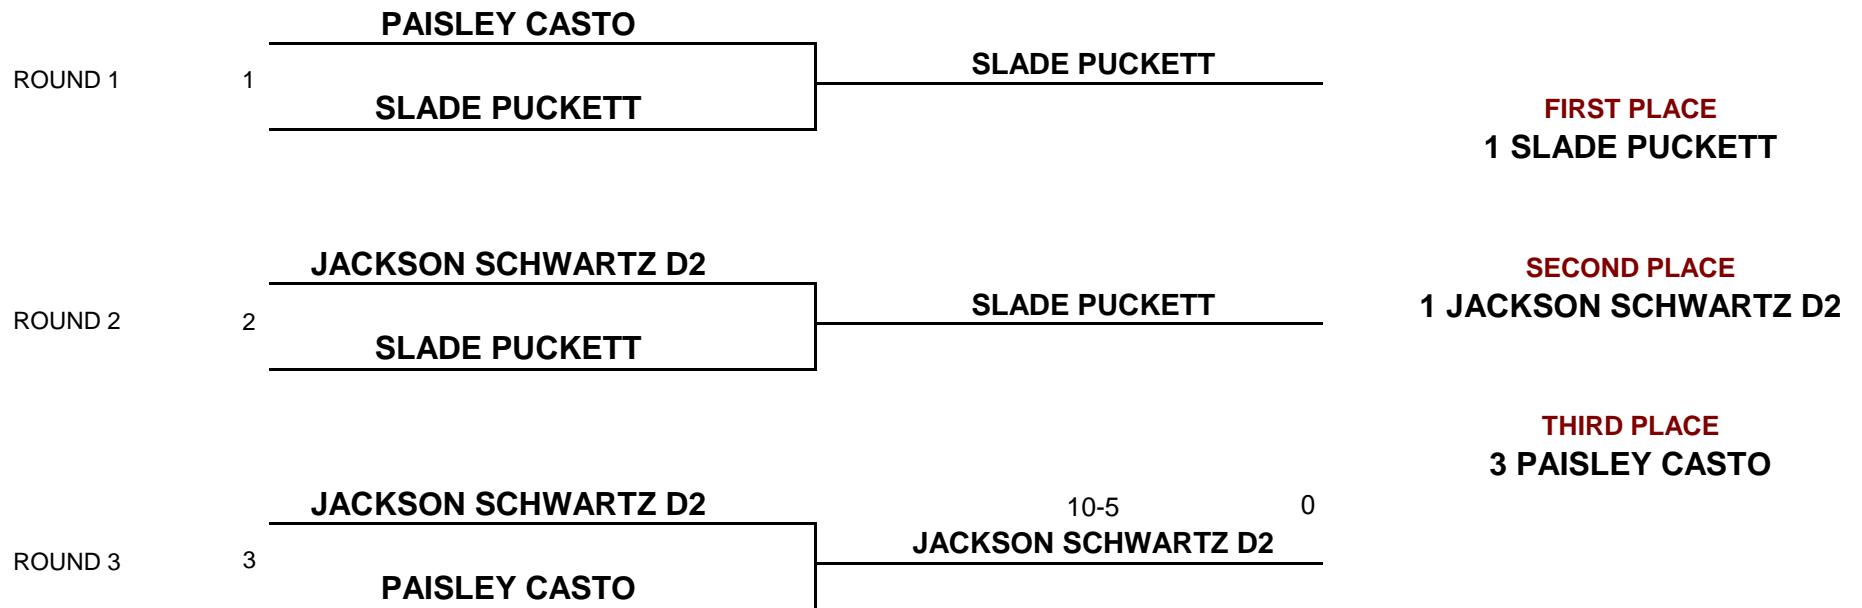 PAISLEY CASTO
ROUND 1 1 SLADE PUCKETT
SLADE PUCKETT
FIRST PLACE
1 SLADE PUCKETT
JACKSON SCHWARTZ D2
ROUND 2 2 SLADE PUCKETT
SLADE PUCKETT
SECOND PLACE
1 JACKSON SCHWARTZ D2
THIRD PLACE
3 PAISLEY CASTO
JACKSON SCHWARTZ D2
10-5 0
ROUND 3 3 JACKSON SCHWARTZ D2
PAISLEY CASTO